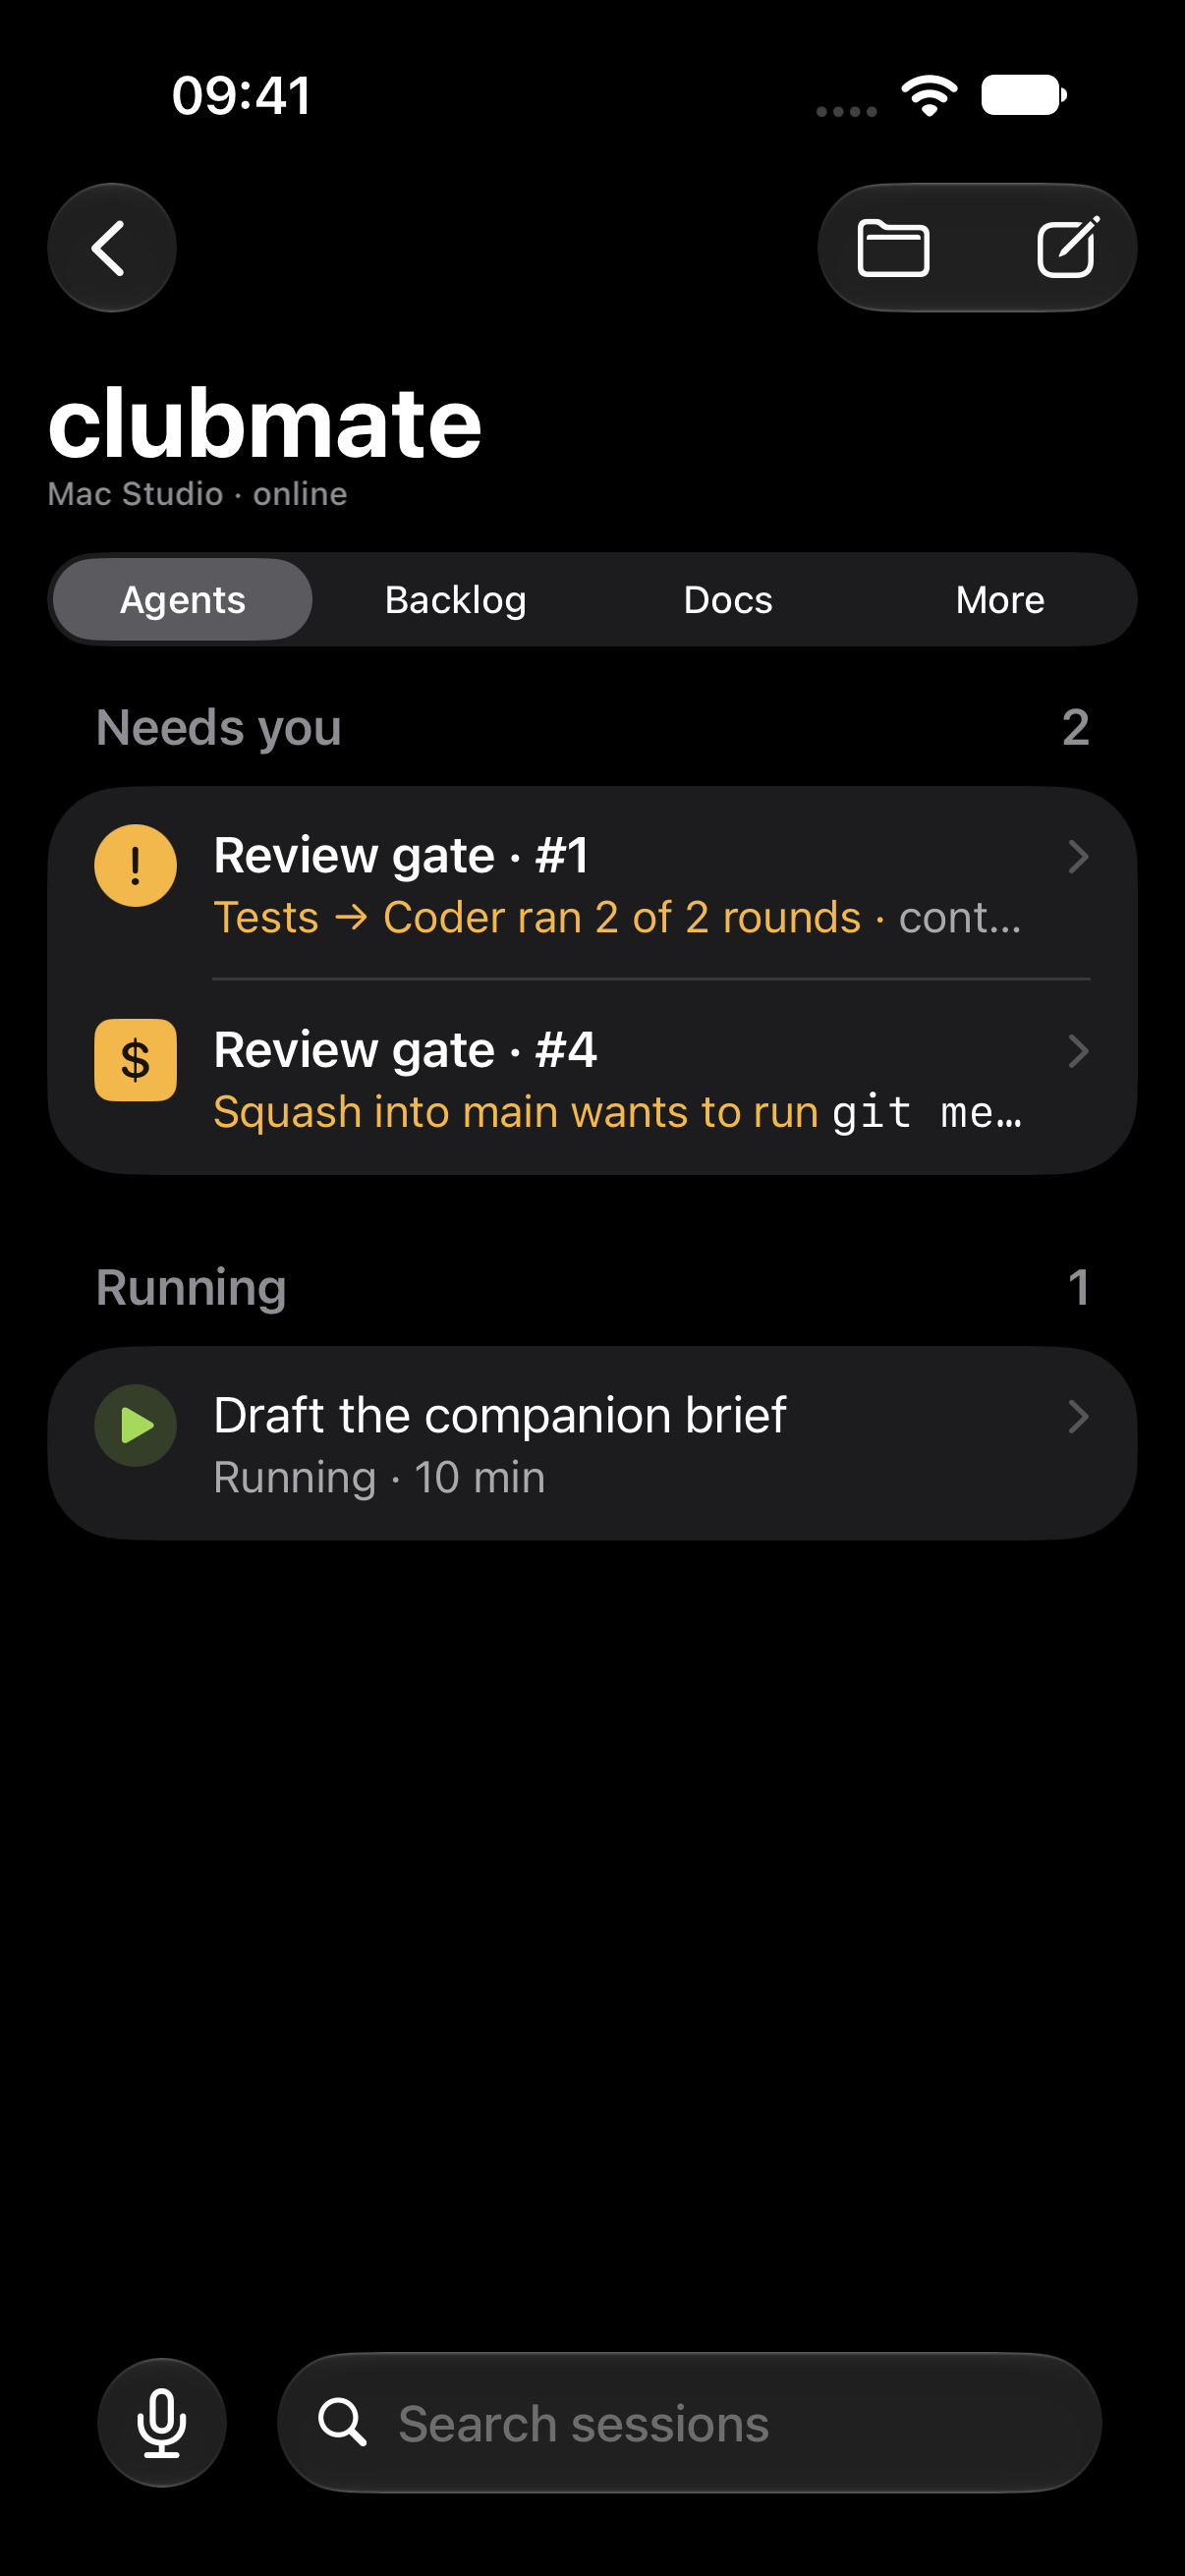 09:41
clubmate
Mac Studio · online
Agents Backlog Docs More
Needs you 2
! Review gate · #1
Tests → Coder ran 2 of 2 rounds · cont…
$ Review gate · #4
Squash into main wants to run git me…
Running 1
Draft the companion brief
Running · 10 min
Search sessions